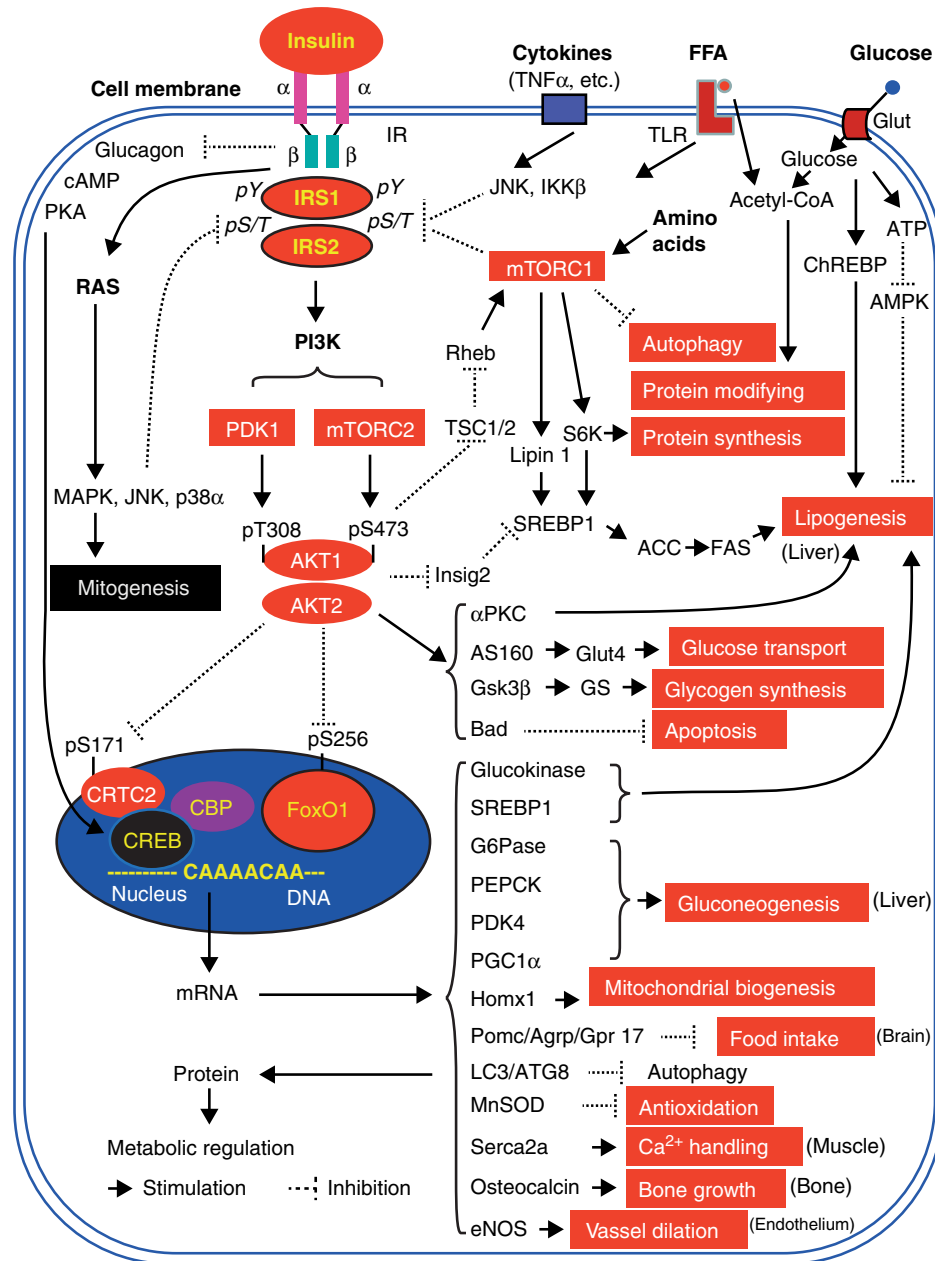 Insulin
Cytokines
(TNFα, etc.)
FFA
Glucose
Cell membrane
α
α
IR
TLR
Glut
Glucagon
β
β
cAMP
PKA
pY
IRS1
pY
pS/T
IRS2
pS/T
JNK, IKKβ
Glucose
Acetyl-CoA
Amino
acids
ATP
RAS
mTORC1
ChREBP
AMPK
PI3K
Rheb
Autophagy
Protein modifying
PDK1
mTORC2
TSC1/2
S6K
Protein synthesis
Lipin 1
MAPK, JNK, p38α
pT308
pS473
SREBP1
Lipogenesis
ACC
FAS
(Liver)
AKT1
Insig2
Mitogenesis
AKT2
αPKC
AS160
Glut4
Glucose transport
Gsk3β
GS
Glycogen synthesis
Bad
Apoptosis
pS171
pS256
CRTC2
CBP
FoxO1
CREB
---------- CAAAACAA---
Nucleus
DNA
Glucokinase
SREBP1
G6Pase
PEPCK
Gluconeogenesis
(Liver)
PDK4
PGC1α
mRNA
Homx1
Mitochondrial biogenesis
Pomc/Agrp/Gpr 17
Food intake
(Brain)
Protein
LC3/ATG8
Autophagy
MnSOD
Antioxidation
Metabolic regulation
Serca2a
Ca²⁺ handling
(Muscle)
Stimulation
Inhibition
Osteocalcin
Bone growth
(Bone)
eNOS
Vassel dilation
(Endothelium)